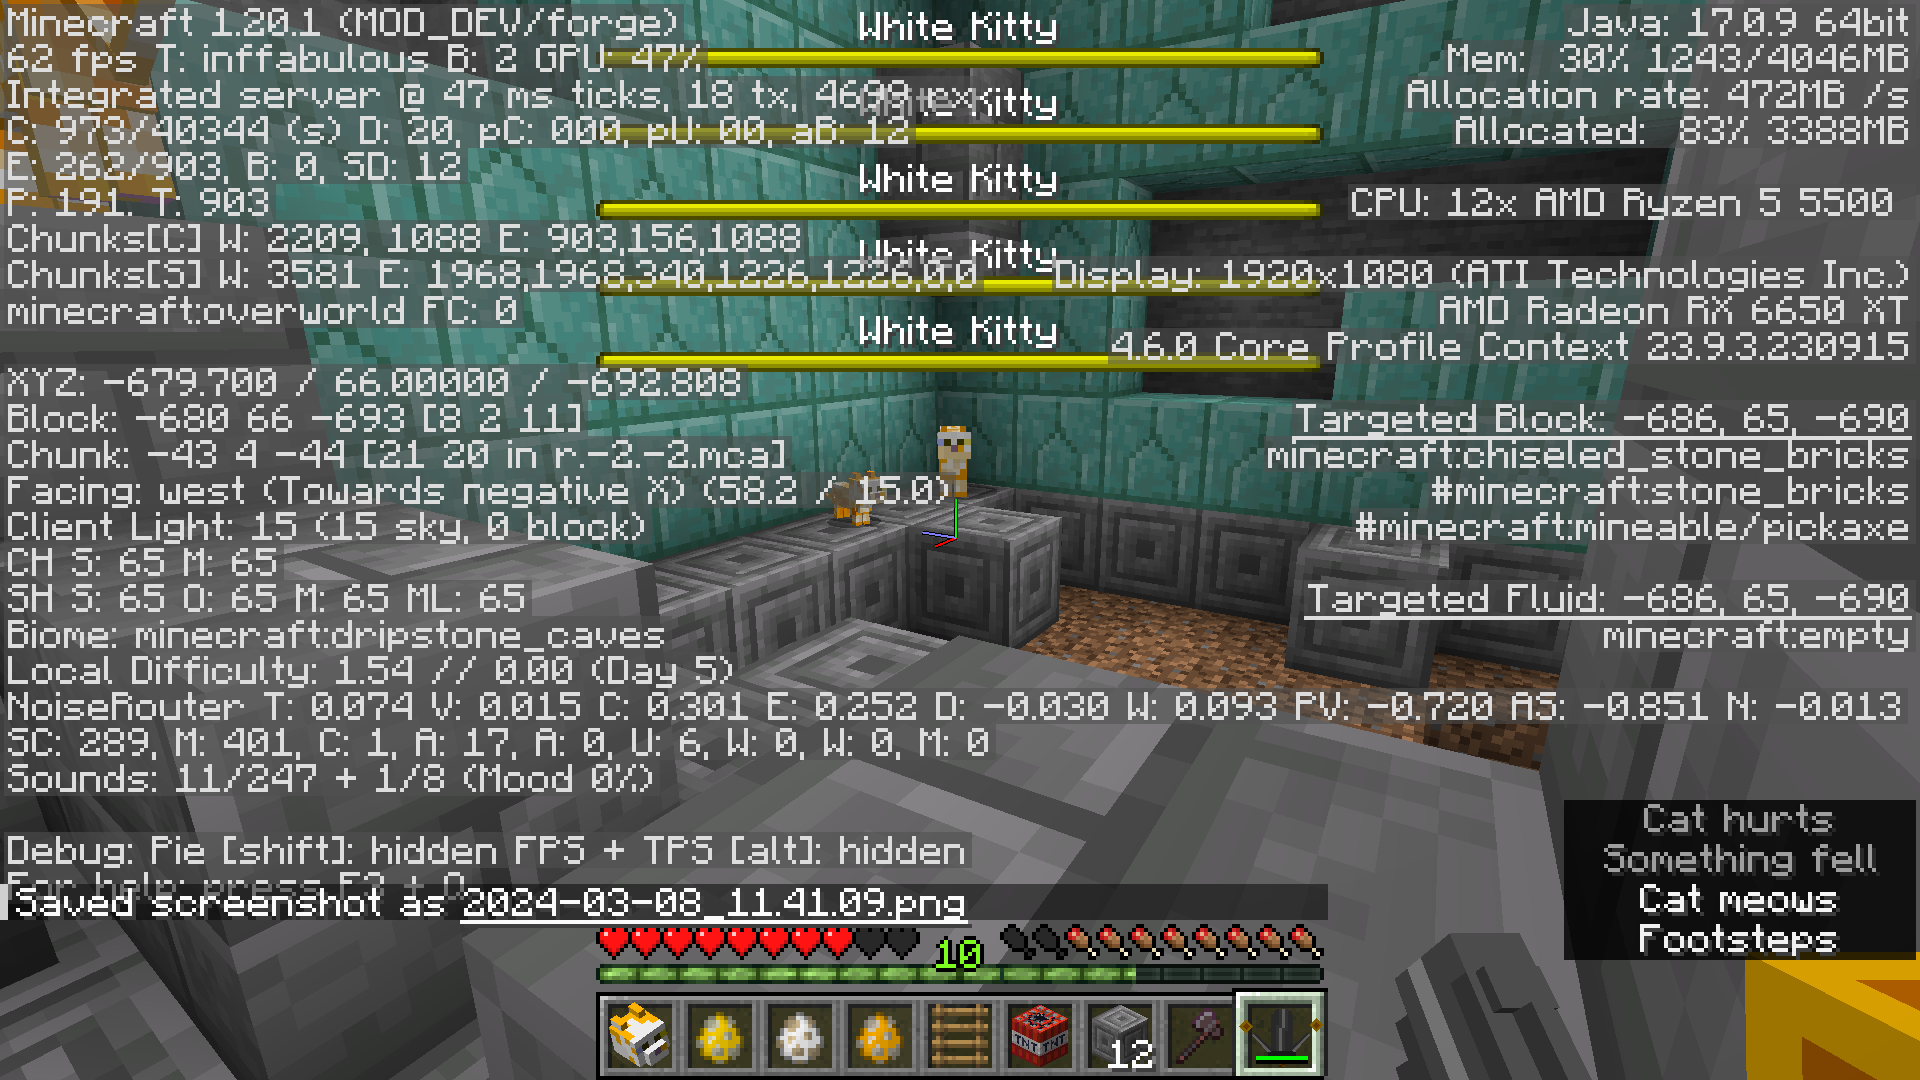 Minecraft 1.20.1 (MOD_DEV/forge)
62 fps T: inffabulous B: 2 GPU: 47%
Integrated server @ 47 ms ticks, 18 tx, 4698 rx
C: 973/40344 (s) D: 20, pC: 000, pU: 00, aB: 12
E: 262/903, B: 0, SD: 12
P: 191. T: 903
Chunks[C] W: 2209, 1088 E: 903,156,1088
Chunks[S] W: 3581 E: 1968,1968,340,1226,1226,0,0
minecraft:overworld FC: 0
XYZ: -679.700 / 66.00000 / -692.808
Block: -680 66 -693 [8 2 11]
Chunk: -43 4 -44 [21 20 in r.-2.-2.mca]
Facing: west (Towards negative X) (58.2 / 15.0)
Client Light: 15 (15 sky, 0 block)
CH S: 65 M: 65
SH S: 65 O: 65 M: 65 ML: 65
Biome: minecraft:dripstone_caves
Local Difficulty: 1.54 // 0.00 (Day 5)
NoiseRouter T: 0.074 V: 0.015 C: 0.301 E: 0.252 D: -0.030 W: 0.093 PV: -0.720 AS: -0.851 N: -0.013
SC: 289, M: 401, C: 1, A: 17, A: 0, U: 6, W: 0, W: 0, M: 0
Sounds: 11/247 + 1/8 (Mood 0%)
Debug: Pie [shift]: hidden FPS + TPS [alt]: hidden
For help: press F3 + Q
Saved screenshot as 2024-03-08_11.41.09.png
White Kitty
White Kitty
White Kitty
White Kitty
White Kitty
Java: 17.0.9 64bit
Mem: 30% 1243/4046MB
Allocation rate: 472MB /s
Allocated: 83% 3388MB
CPU: 12x AMD Ryzen 5 5500
Display: 1920x1080 (ATI Technologies Inc.)
AMD Radeon RX 6650 XT
4.6.0 Core Profile Context 23.9.3.230915
Targeted Block: -686, 65, -690
minecraft:chiseled_stone_bricks
#minecraft:stone_bricks
#minecraft:mineable/pickaxe
Targeted Fluid: -686, 65, -690
minecraft:empty
Cat hurts
Something fell
Cat meows
Footsteps
10
TNT TNT
12